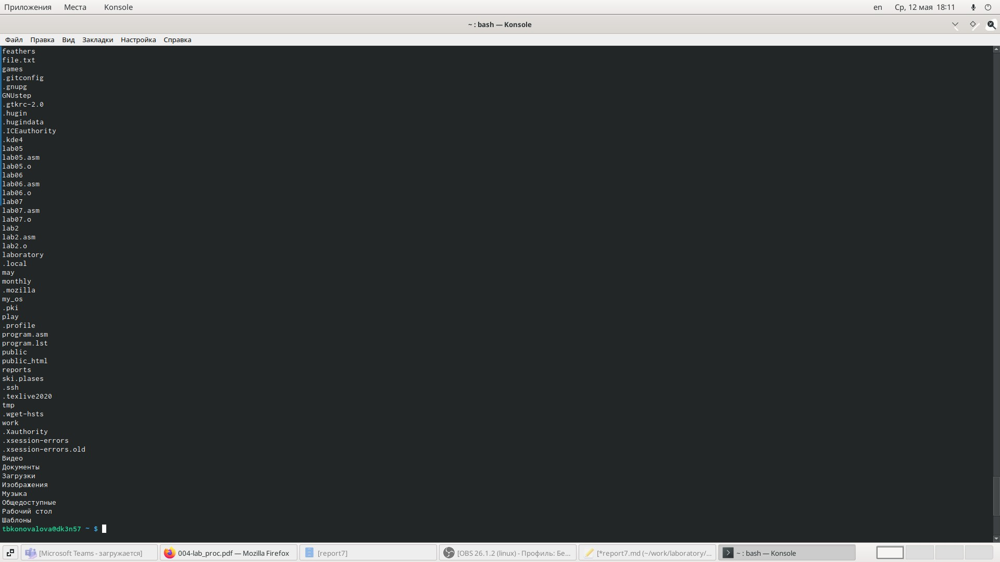 Приложения Места Konsole en Ср, 12 мая 18:11
~ : bash — Konsole
Файл Правка Вид Закладки Настройка Справка
feathers
file.txt
games
.gitconfig
.gnupg
GNUstep
.gtkrc-2.0
.hugin
.hugindata
.ICEauthority
.kde4
lab05
lab05.asm
lab05.o
lab06
lab06.asm
lab06.o
lab07
lab07.asm
lab07.o
lab2
lab2.asm
lab2.o
laboratory
.local
may
monthly
.mozilla
my_os
.pki
play
.profile
program.asm
program.lst
public
public_html
reports
ski.plases
.ssh
.texlive2020
tmp
.wget-hsts
work
.Xauthority
.xsession-errors
.xsession-errors.old
Видео
Документы
Загрузки
Изображения
Музыка
Общедоступные
Рабочий стол
Шаблоны
tbkonovalova@dk3n57 ~ $
[Microsoft Teams - загружается] 004-lab_proc.pdf — Mozilla Firefox [report7] [OBS 26.1.2 (linux) - Профиль: Бе... [*report7.md (~/work/laboratory/... ~ : bash — Konsole